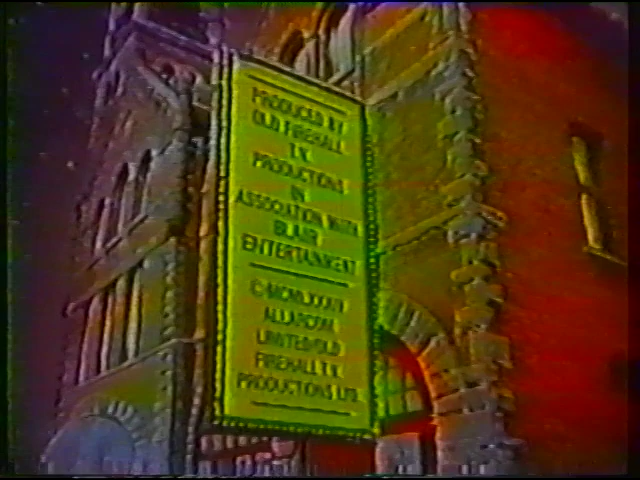 PRODUCED BY
OLD FIREHALL
T.V.
PRODUCTIONS
IN
ASSOCIATION WITH
BLAIR
ENTERTAINMENT
ALLARCOM
LIMITED/OLD
FIREHALL T.V.
PRODUCTIONS LTD.